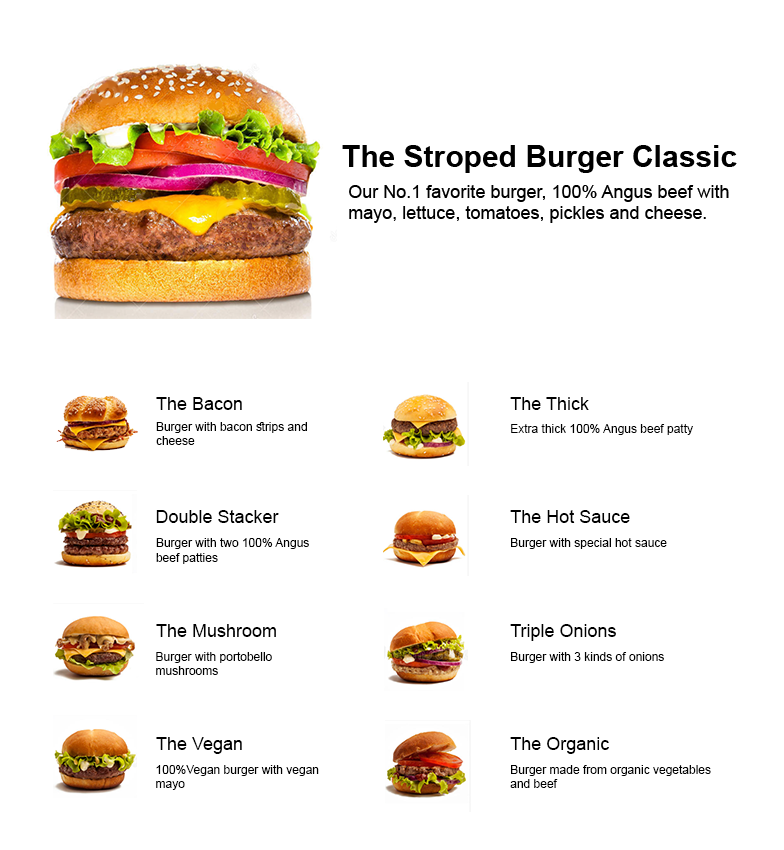 The Stroped Burger Classic
Our No.1 favorite burger, 100% Angus beef with
mayo, lettuce, tomatoes, pickles and cheese.
The Bacon
Burger with bacon strips and
cheese
The Thick
Extra thick 100% Angus beef patty
Double Stacker
Burger with two 100% Angus
beef patties
The Hot Sauce
Burger with special hot sauce
The Mushroom
Burger with portobello
mushrooms
Triple Onions
Burger with 3 kinds of onions
The Vegan
100%Vegan burger with vegan
mayo
The Organic
Burger made from organic vegetables
and beef